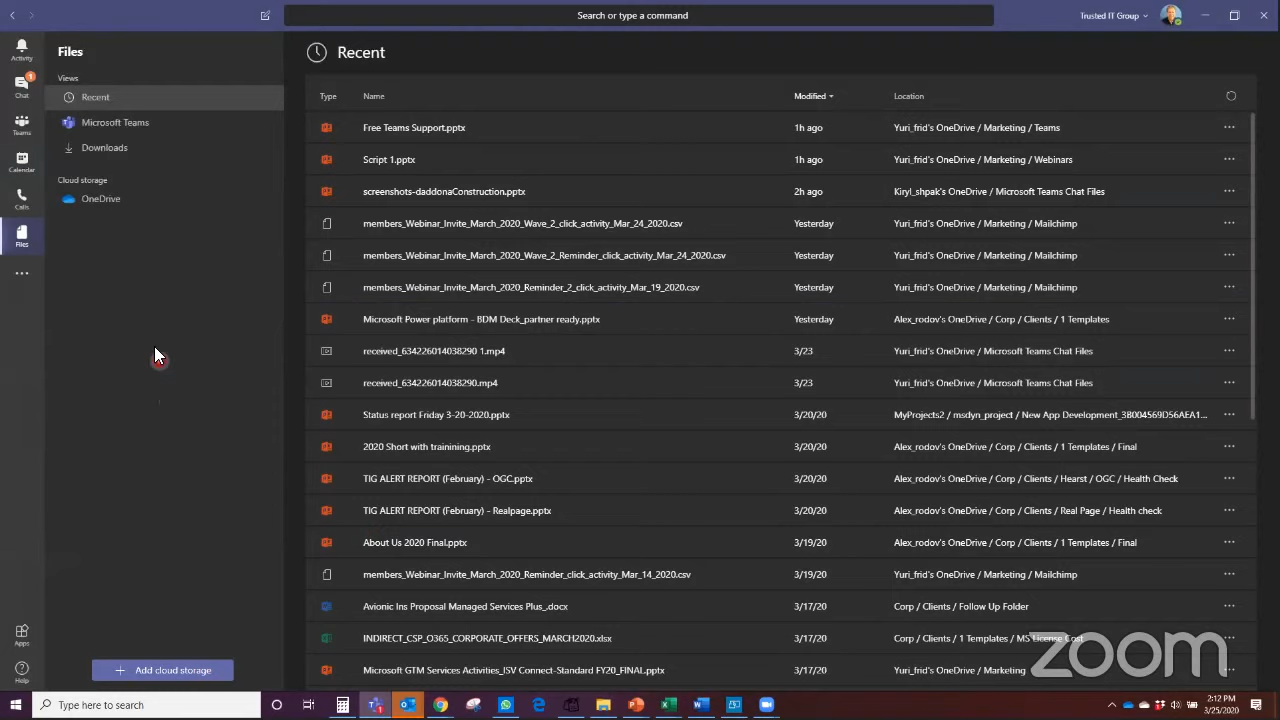 Search or type a command
Trusted IT Group
Activity
Chat
1
Teams
Calendar
Calls
Files
Apps
Help
Files
Views
Recent
Microsoft Teams
Downloads
Cloud storage
OneDrive
Add cloud storage
Recent
Type Name Modified Location
Free Teams Support.pptx 1h ago Yuri_frid's OneDrive / Marketing / Teams
Script 1.pptx 1h ago Yuri_frid's OneDrive / Marketing / Webinars
screenshots-daddonaConstruction.pptx 2h ago Kiryl_shpak's OneDrive / Microsoft Teams Chat Files
members_Webinar_Invite_March_2020_Wave_2_click_activity_Mar_24_2020.csv Yesterday Yuri_frid's OneDrive / Marketing / Mailchimp
members_Webinar_Invite_March_2020_Wave_2_Reminder_click_activity_Mar_24_2020.csv Yesterday Yuri_frid's OneDrive / Marketing / Mailchimp
members_Webinar_Invite_March_2020_Reminder_2_click_activity_Mar_19_2020.csv Yesterday Yuri_frid's OneDrive / Marketing / Mailchimp
Microsoft Power platform - BDM Deck_partner ready.pptx Yesterday Alex_rodov's OneDrive / Corp / Clients / 1 Templates
received_634226014038290 1.mp4 3/23 Yuri_frid's OneDrive / Microsoft Teams Chat Files
received_634226014038290.mp4 3/23 Yuri_frid's OneDrive / Microsoft Teams Chat Files
Status report Friday 3-20-2020.pptx 3/20/20 MyProjects2 / msdyn_project / New App Development_3B004569D56AEA1...
2020 Short with trainining.pptx 3/20/20 Alex_rodov's OneDrive / Corp / Clients / 1 Templates / Final
TIG ALERT REPORT (February) - OGC.pptx 3/20/20 Alex_rodov's OneDrive / Corp / Clients / Hearst / OGC / Health Check
TIG ALERT REPORT (February) - Realpage.pptx 3/20/20 Alex_rodov's OneDrive / Corp / Clients / Real Page / Health check
About Us 2020 Final.pptx 3/19/20 Alex_rodov's OneDrive / Corp / Clients / 1 Templates / Final
members_Webinar_Invite_March_2020_Reminder_click_activity_Mar_14_2020.csv 3/19/20 Yuri_frid's OneDrive / Marketing / Mailchimp
Avionic Ins Proposal Managed Services Plus_.docx 3/17/20 Corp / Clients / Follow Up Folder
INDIRECT_CSP_O365_CORPORATE_OFFERS_MARCH2020.xlsx 3/17/20 Corp / Clients / 1 Templates / MS License Cost
Microsoft GTM Services Activities_ISV Connect-Standard FY20_FINAL.pptx 3/17/20 Yuri_frid's OneDrive / Marketing
zoom
Type here to search
2:12 PM
3/25/2020